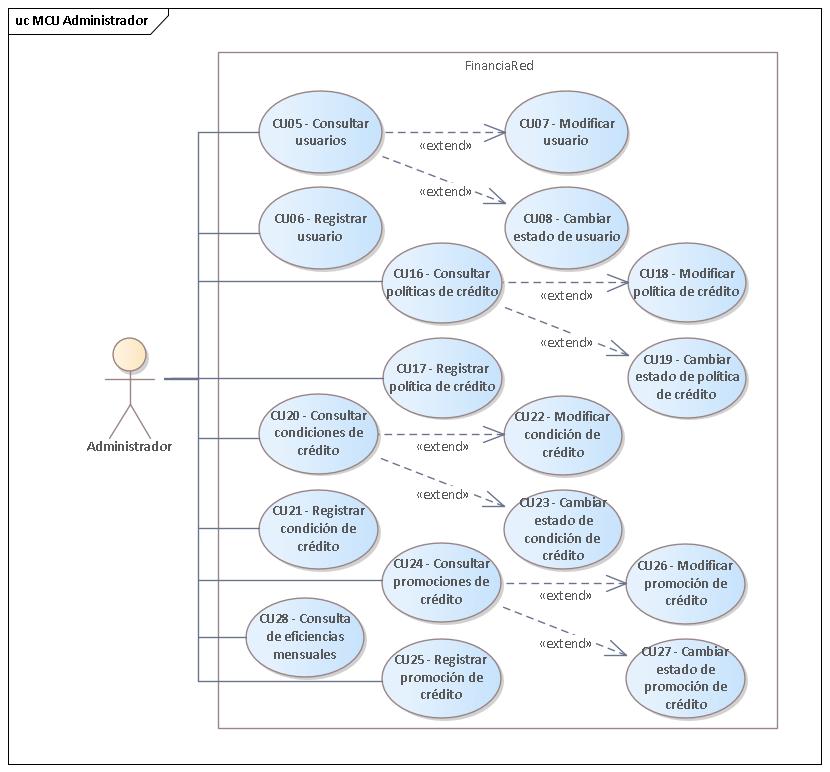 uc MCU Administrador
FinanciaRed
CU05 - Consultar
usuarios
«extend»
CU07 - Modificar
usuario
«extend»
CU08 - Cambiar
estado de usuario
CU06 - Registrar
usuario
CU16 - Consultar
políticas de crédito
«extend»
CU18 - Modificar
política de crédito
«extend»
CU19 - Cambiar
estado de política
de crédito
CU17 - Registrar
política de crédito
Administrador
CU20 - Consultar
condiciones de
crédito
«extend»
CU22 - Modificar
condición de
crédito
«extend»
CU23 - Cambiar
estado de
condición de
crédito
CU21 - Registrar
condición de
crédito
CU24 - Consultar
promociones de
crédito
«extend»
CU26 - Modificar
promoción de
crédito
«extend»
CU27 - Cambiar
estado de
promoción de
crédito
CU28 - Consulta
de eficiencias
mensuales
CU25 - Registrar
promoción de
crédito